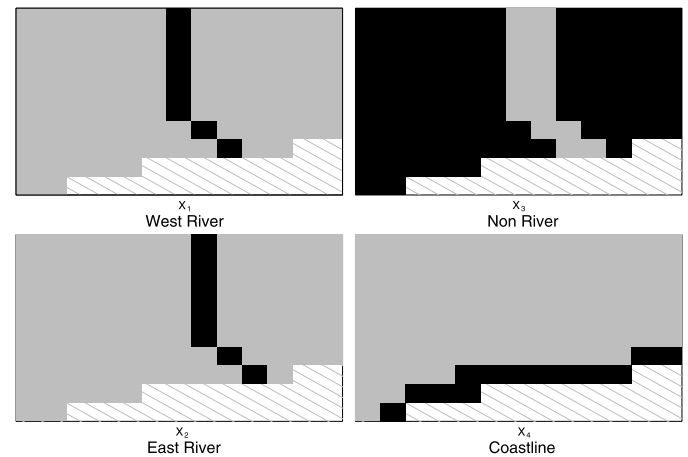 x₁
West River
x₃
Non River
x₂
East River
x₄
Coastline